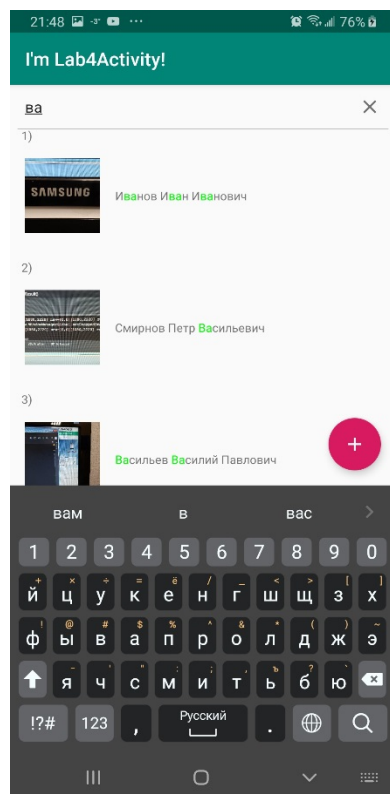 21:48 -3° 76%
I'm Lab4Activity!
ва
1)
SAMSUNG
Иванов Иван Иванович
2)
Смирнов Петр Васильевич
3)
Васильев Василий Павлович
+
вам в вас
1 2 3 4 5 6 7 8 9 0
+ × ÷ = ё / _ < > [ ]
й ц у к е н г ш щ з х
! @ # $ % ^ & * ( ) ~
ф ы в а п р о л д ж э
я ч с м и т ь ъ б ю
!?# 123 , Русский .